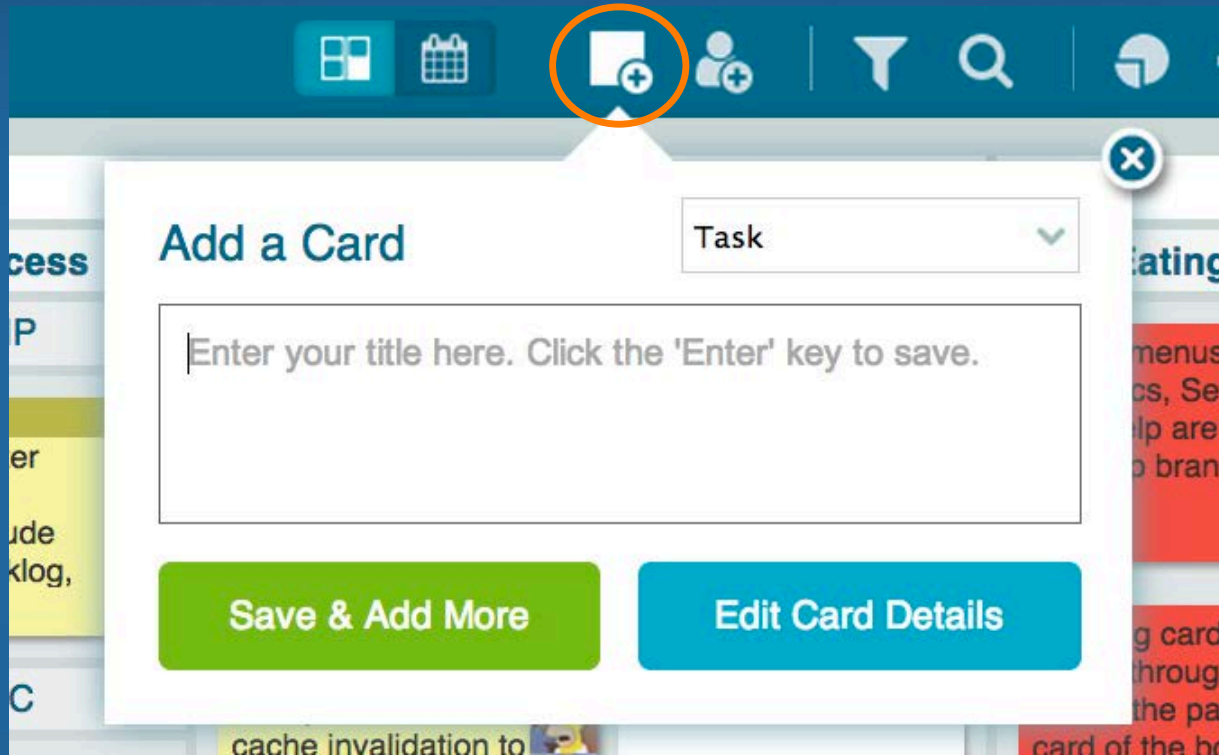 Add a Card
Task
Enter your title here. Click the 'Enter' key to save.
Save & Add More
Edit Card Details
cess
IP
er
ude
klog,
C
cache invalidation to
ating
menus
cs, Se
lp are
bran
g card
throug
the pa
card of the ba